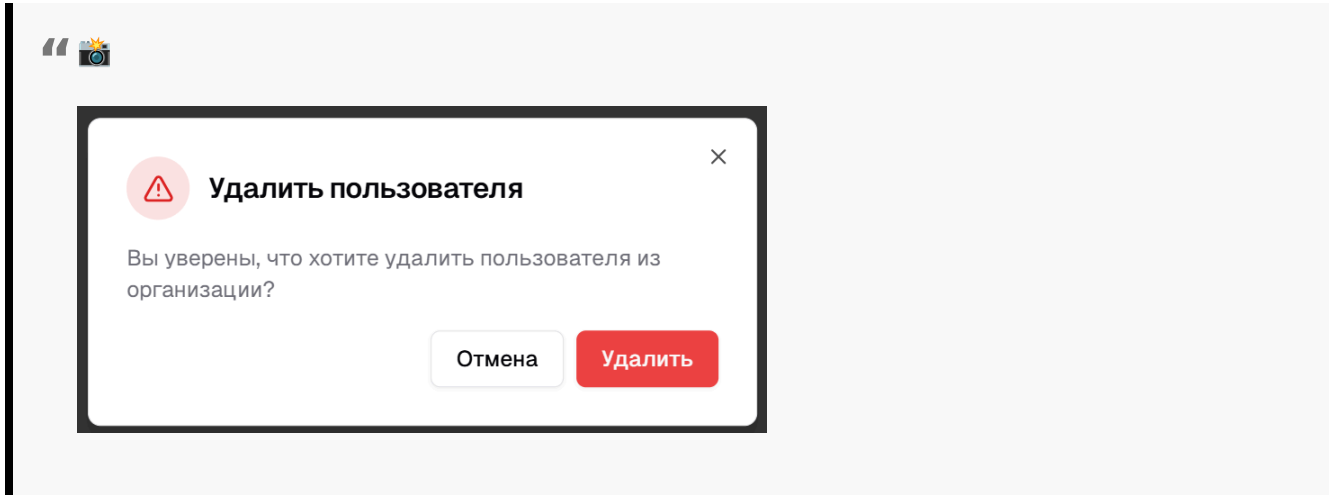 “ 📸
Удалить пользователя
Вы уверены, что хотите удалить пользователя из
организации?
Отмена
Удалить